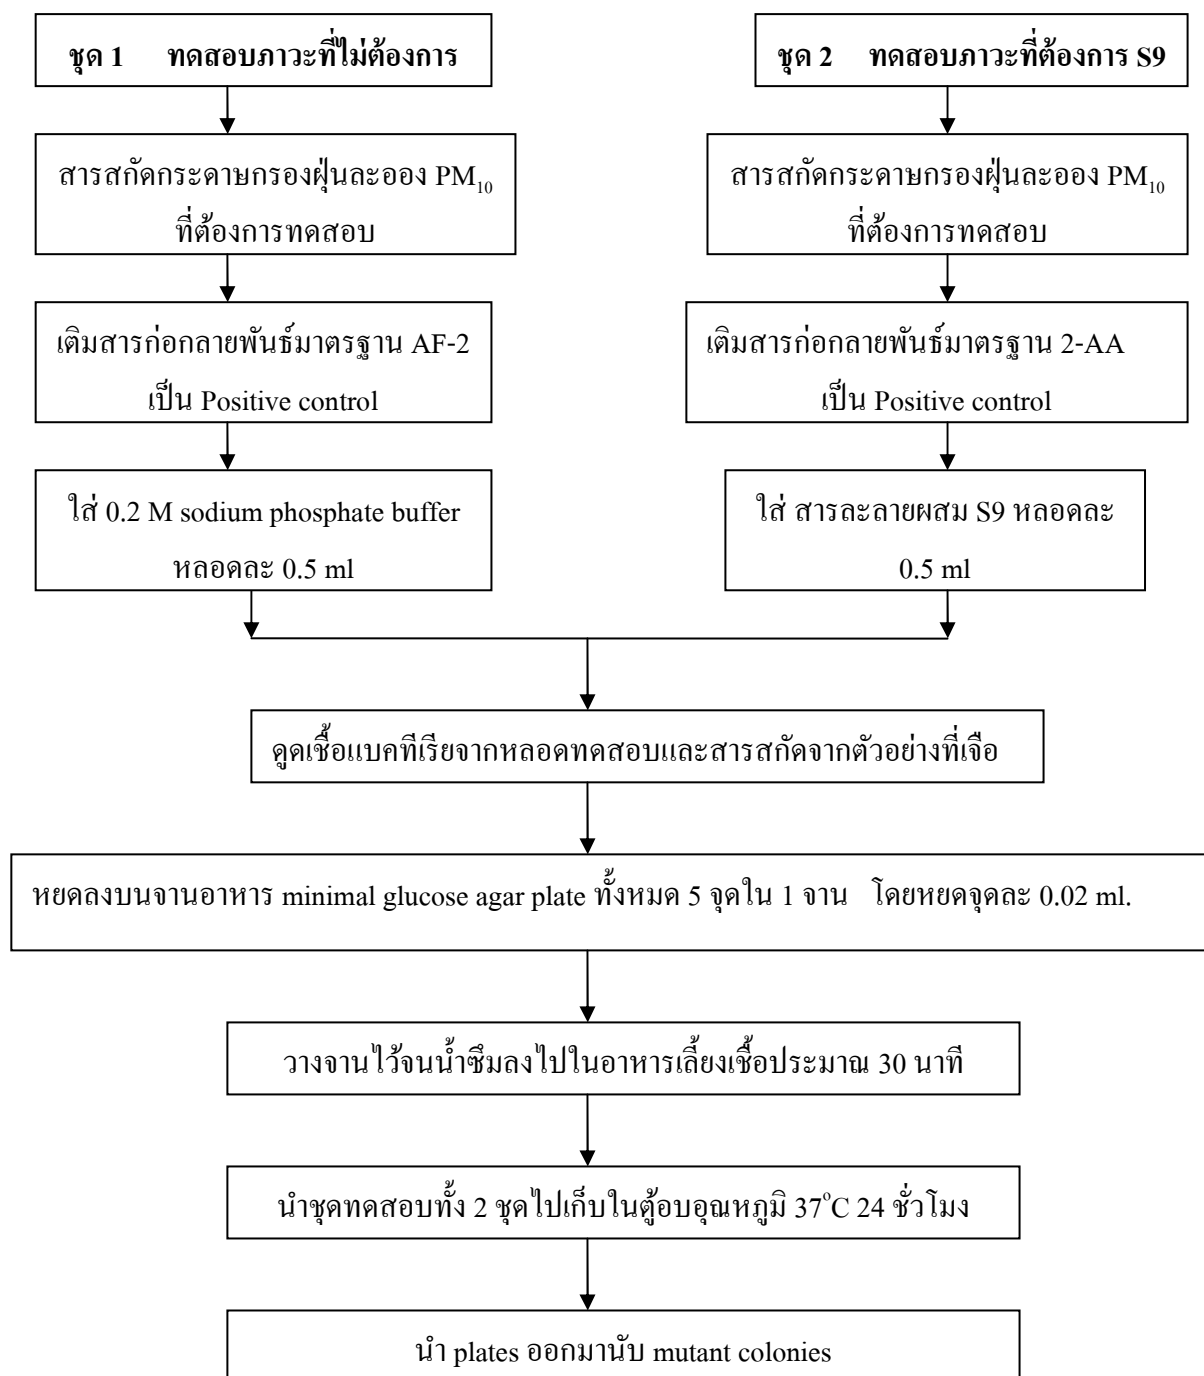 ชุด 1 ทดสอบภาวะที่ไม่ต้องการ
ชุด 2 ทดสอบภาวะที่ต้องการ S9
สารสกัดกระดาษกรองฝุ่นละออง PM₁₀
ที่ต้องการทดสอบ
สารสกัดกระดาษกรองฝุ่นละออง PM₁₀
ที่ต้องการทดสอบ
เติมสารก่อกลายพันธ์มาตรฐาน AF-2
เป็น Positive control
เติมสารก่อกลายพันธ์มาตรฐาน 2-AA
เป็น Positive control
ใส่ 0.2 M sodium phosphate buffer
หลอดละ 0.5 ml
ใส่ สารละลายผสม S9 หลอดละ
0.5 ml
ดูดเชื้อแบคทีเรียจากหลอดทดสอบและสารสกัดจากตัวอย่างที่เจือ
หยดลงบนจานอาหาร minimal glucose agar plate ทั้งหมด 5 จุดใน 1 จาน โดยหยดจุดละ 0.02 ml.
วางจานไว้จนน้ำซึมลงไปในอาหารเลี้ยงเชื้อประมาณ 30 นาที
นำชุดทดสอบทั้ง 2 ชุดไปเก็บในตู้อบอุณหภูมิ 37°C 24 ชั่วโมง
นำ plates ออกมานับ mutant colonies